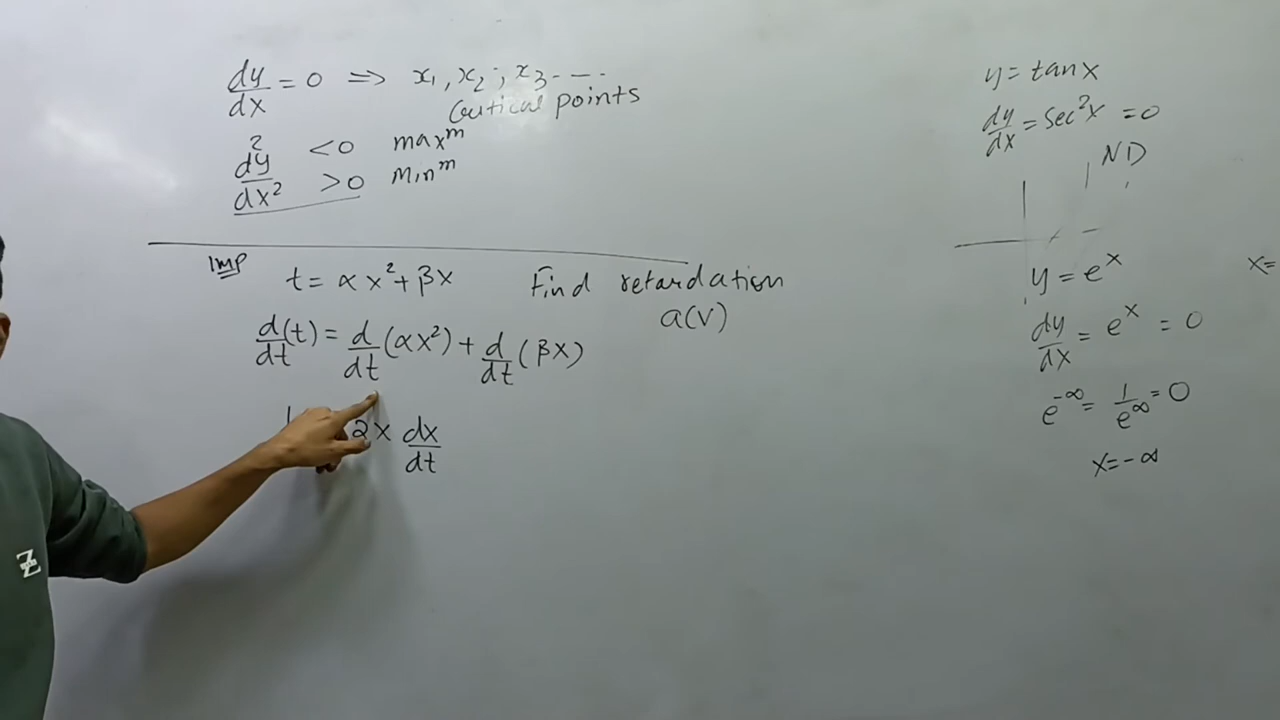 dy/dx = 0 ⇒ x₁, x₂, x₃ ---
Critical points
d²y/dx² <0 maxᵐ
>0 Minᵐ
Imp t = αx² + βx Find retardation
a(v)
d/dt (t) = d/dt (αx²) + d/dt (βx)
2x dx/dt
Z
y = tanx
dy/dx = Sec²x = 0
ND
y = eˣ
dy/dx = eˣ = 0
e^-∞ = 1/e^∞ = 0
x = -∞
x=